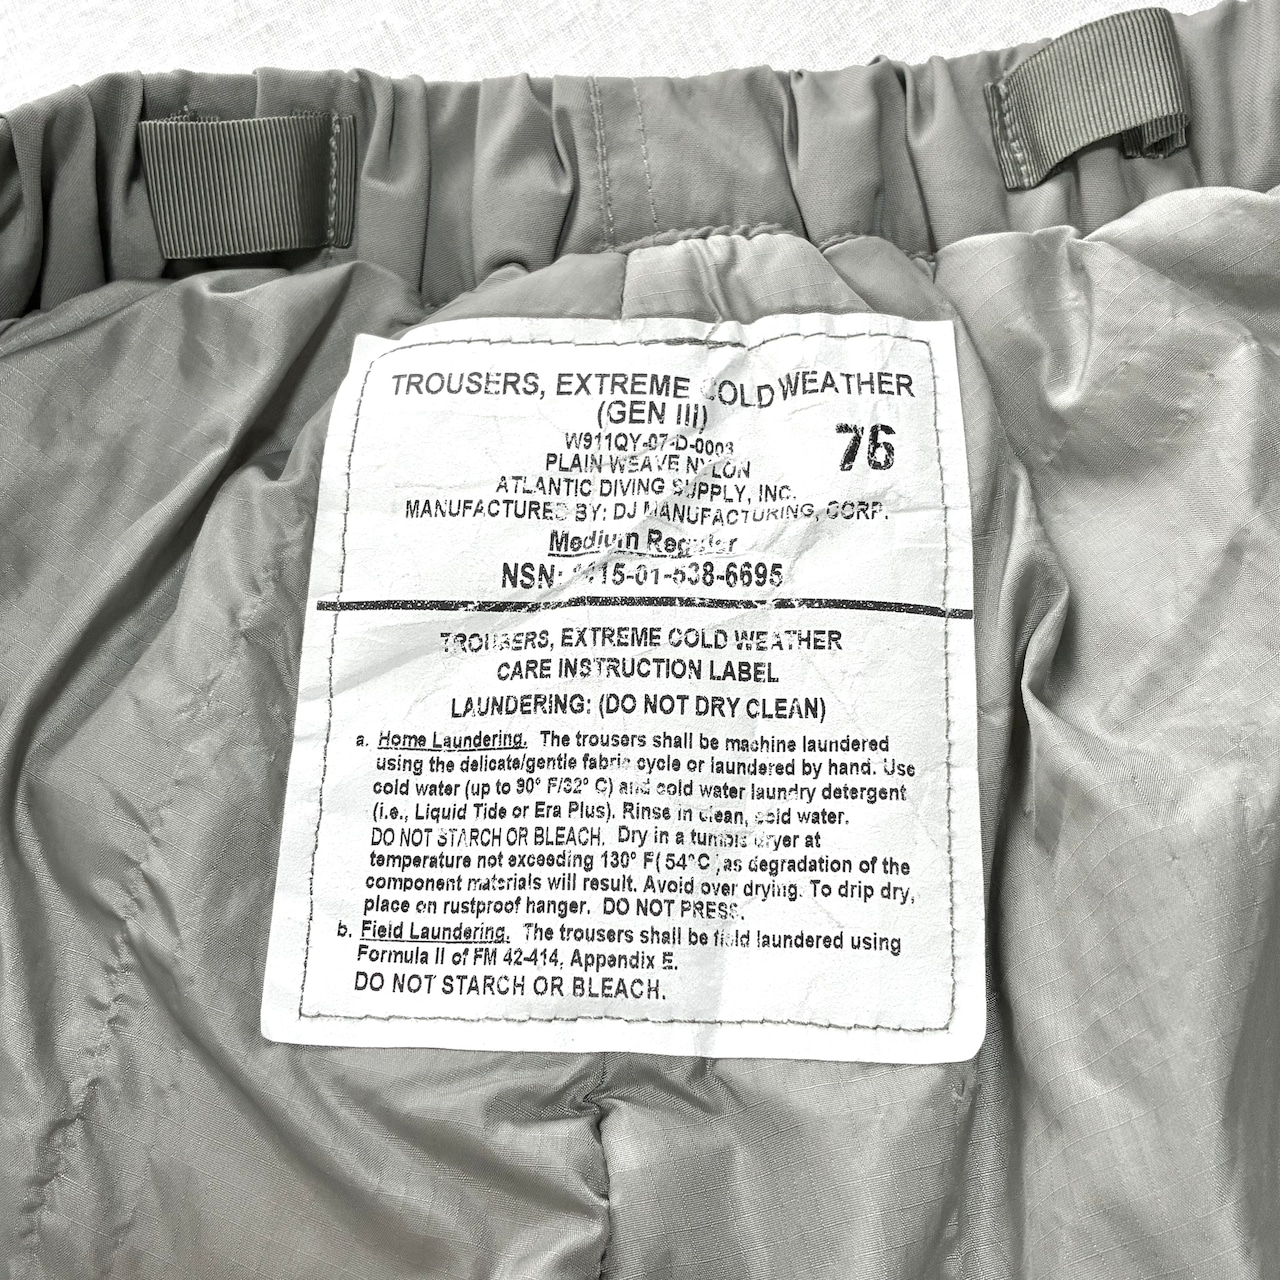 TROUSERS, EXTREME COLD WEATHER
(GEN III)
76
W911QY-07-D-0003
PLAIN WEAVE NYLON
ATLANTIC DIVING SUPPLY, INC.
MANUFACTURED BY: DJ MANUFACTURING, CORP.
Medium Regular
NSN: 8415-01-538-6695
TROUSERS, EXTREME COLD WEATHER
CARE INSTRUCTION LABEL
LAUNDERING: (DO NOT DRY CLEAN)
a. Home Laundering. The trousers shall be machine laundered
using the delicate/gentle fabric cycle or laundered by hand. Use
cold water (up to 90° F/32° C) and cold water laundry detergent
(i.e., Liquid Tide or Era Plus). Rinse in clean, cold water.
DO NOT STARCH OR BLEACH. Dry in a tumble dryer at
temperature not exceeding 130° F( 54°C ,as degradation of the
component materials will result. Avoid over drying. To drip dry,
place on rustproof hanger. DO NOT PRESS.
b. Field Laundering. The trousers shall be field laundered using
Formula II of FM 42-414, Appendix E.
DO NOT STARCH OR BLEACH.